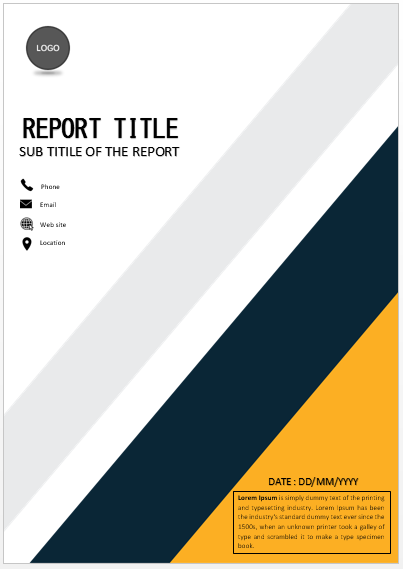 LOGO
REPORT TITLE
SUB TITILE OF THE REPORT
Phone
Email
Web site
Location
DATE : DD/MM/YYYY
Lorem Ipsum is simply dummy text of the printing
and typesetting industry. Lorem Ipsum has been
the industry's standard dummy text ever since the
1500s, when an unknown printer took a galley of
type and scrambled it to make a type specimen
book.